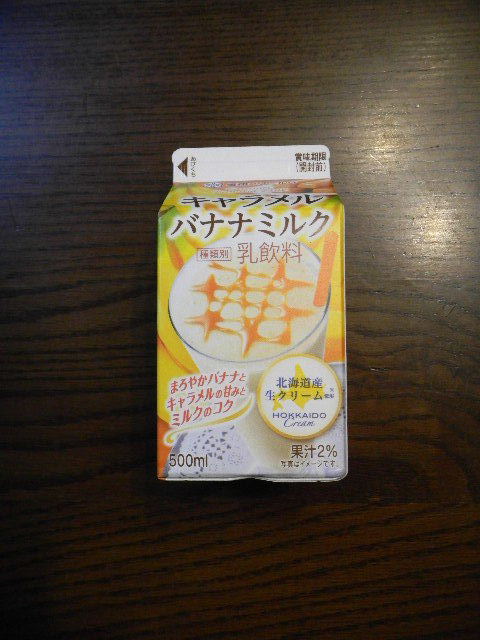 あけくち
賞味期限
(開封前)
キャラメル
バナナミルク
種類別 乳飲料
まろやかバナナと
キャラメルの甘みと
ミルクのコク
北海道産
生クリーム
使用
HOKKAIDO
Cream
500ml
果汁2%
写真はイメージです。